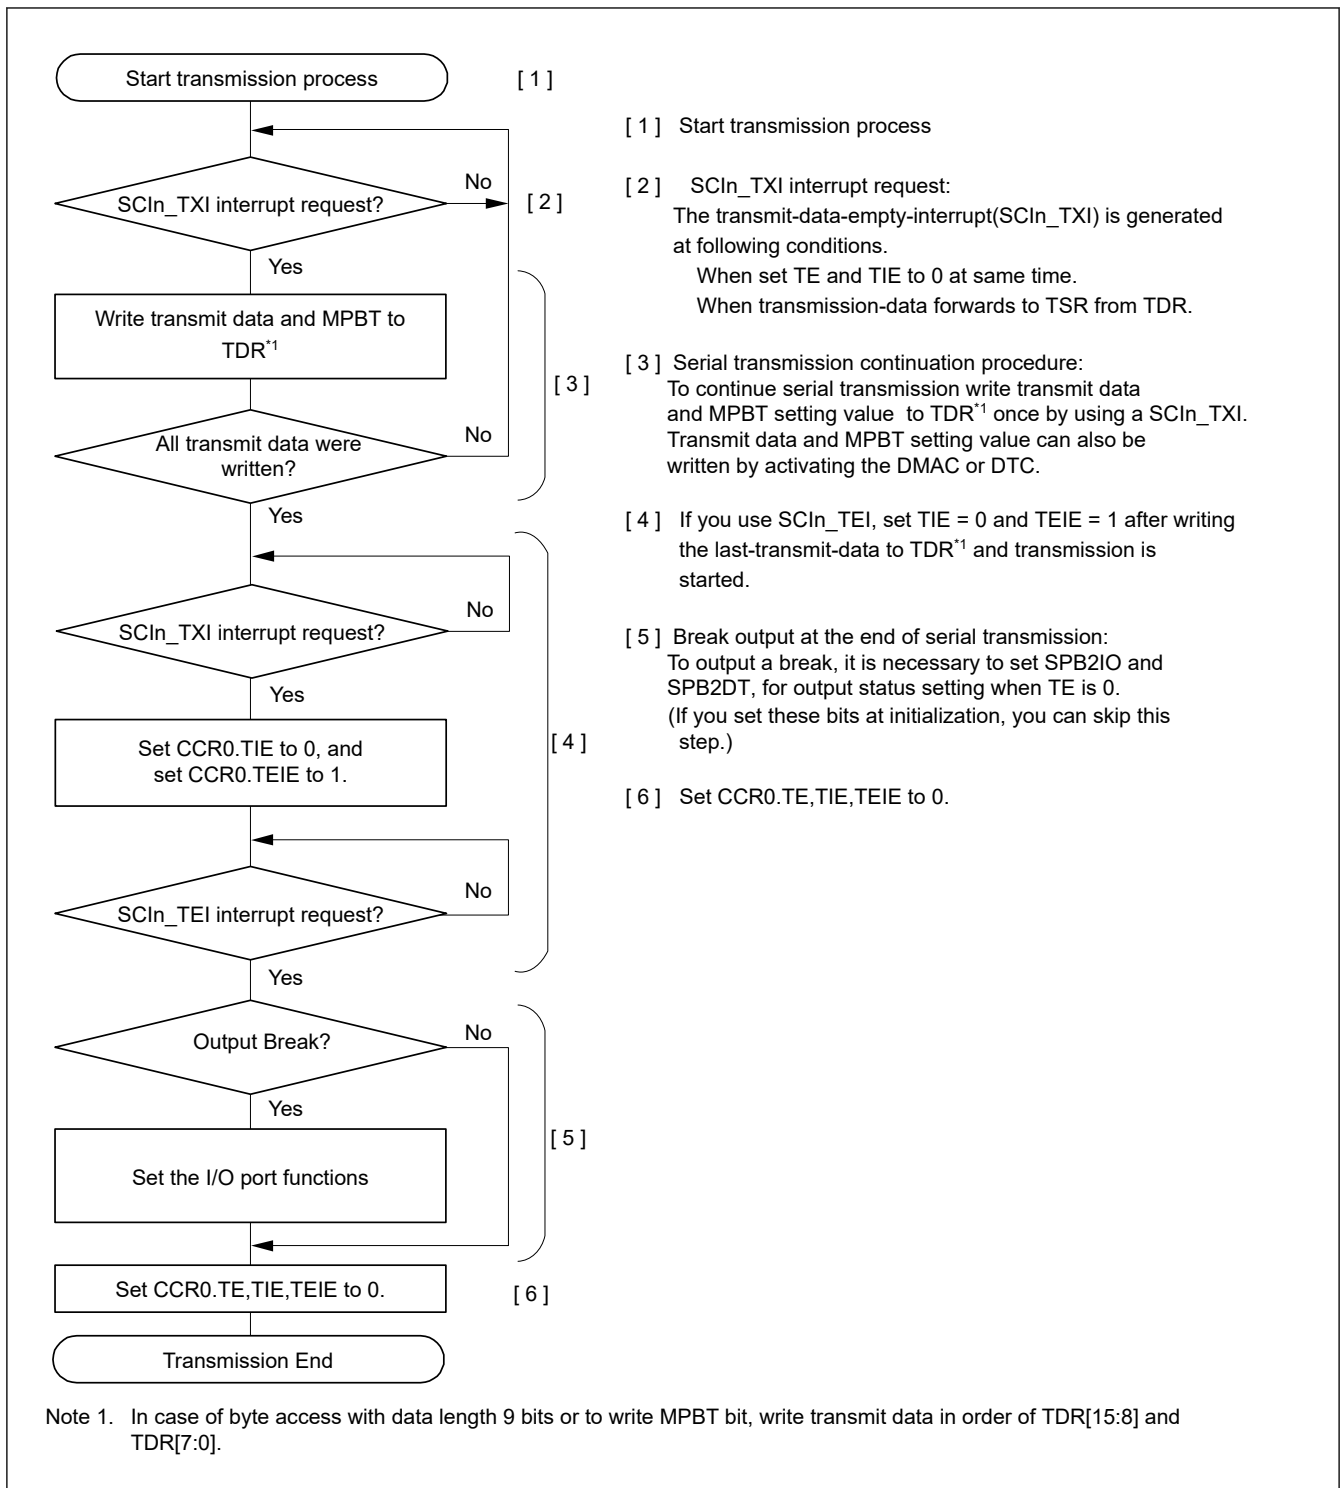 Start transmission process
[ 1 ]
SCIn_TXI interrupt request?
No
[ 2 ]
Yes
Write transmit data and MPBT to
TDR*1
[ 3 ]
All transmit data were
written?
No
Yes
SCIn_TXI interrupt request?
No
Yes
Set CCR0.TIE to 0, and
set CCR0.TEIE to 1.
[ 4 ]
SCIn_TEI interrupt request?
No
Yes
Output Break?
No
Yes
[ 5 ]
Set the I/O port functions
Set CCR0.TE,TIE,TEIE to 0.
[ 6 ]
Transmission End
[ 1 ] Start transmission process
[ 2 ] SCIn_TXI interrupt request:
The transmit-data-empty-interrupt(SCIn_TXI) is generated
at following conditions.
When set TE and TIE to 0 at same time.
When transmission-data forwards to TSR from TDR.
[ 3 ] Serial transmission continuation procedure:
To continue serial transmission write transmit data
and MPBT setting value to TDR*1 once by using a SCIn_TXI.
Transmit data and MPBT setting value can also be
written by activating the DMAC or DTC.
[ 4 ] If you use SCIn_TEI, set TIE = 0 and TEIE = 1 after writing
the last-transmit-data to TDR*1 and transmission is
started.
[ 5 ] Break output at the end of serial transmission:
To output a break, it is necessary to set SPB2IO and
SPB2DT, for output status setting when TE is 0.
(If you set these bits at initialization, you can skip this
step.)
[ 6 ] Set CCR0.TE,TIE,TEIE to 0.
Note 1. In case of byte access with data length 9 bits or to write MPBT bit, write transmit data in order of TDR[15:8] and
TDR[7:0].